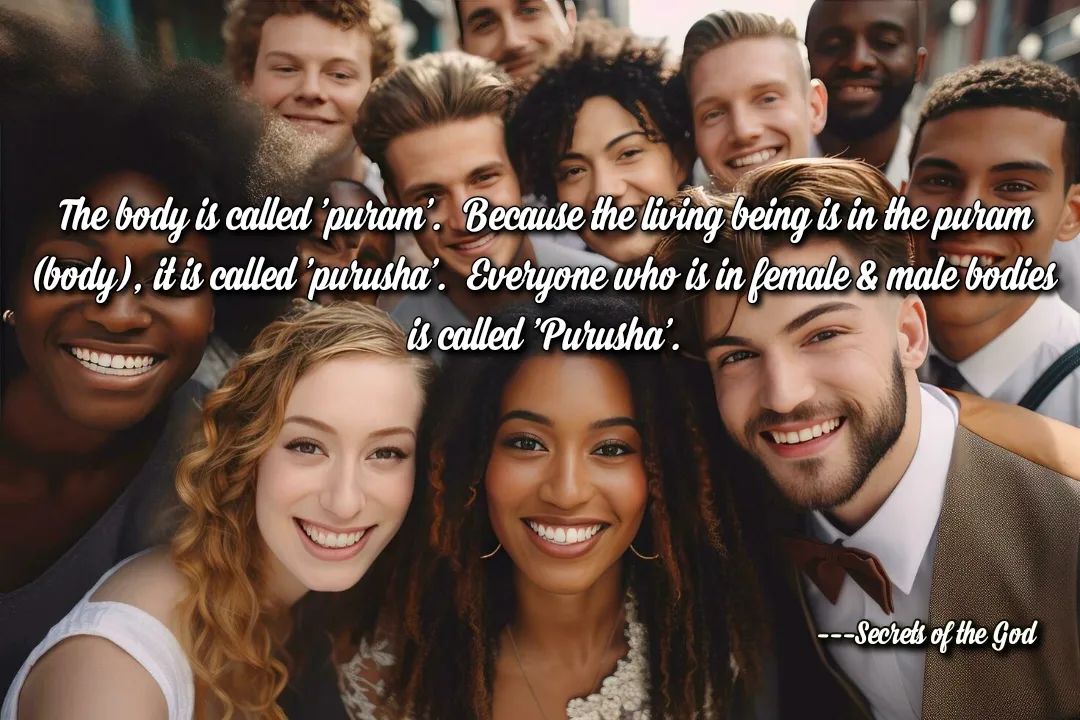 The body is called 'puram'. Because the living being is in the puram
(body), it is called 'purusha'. Everyone who is in female & male bodies
is called 'Purusha'.
---Secrets of the God